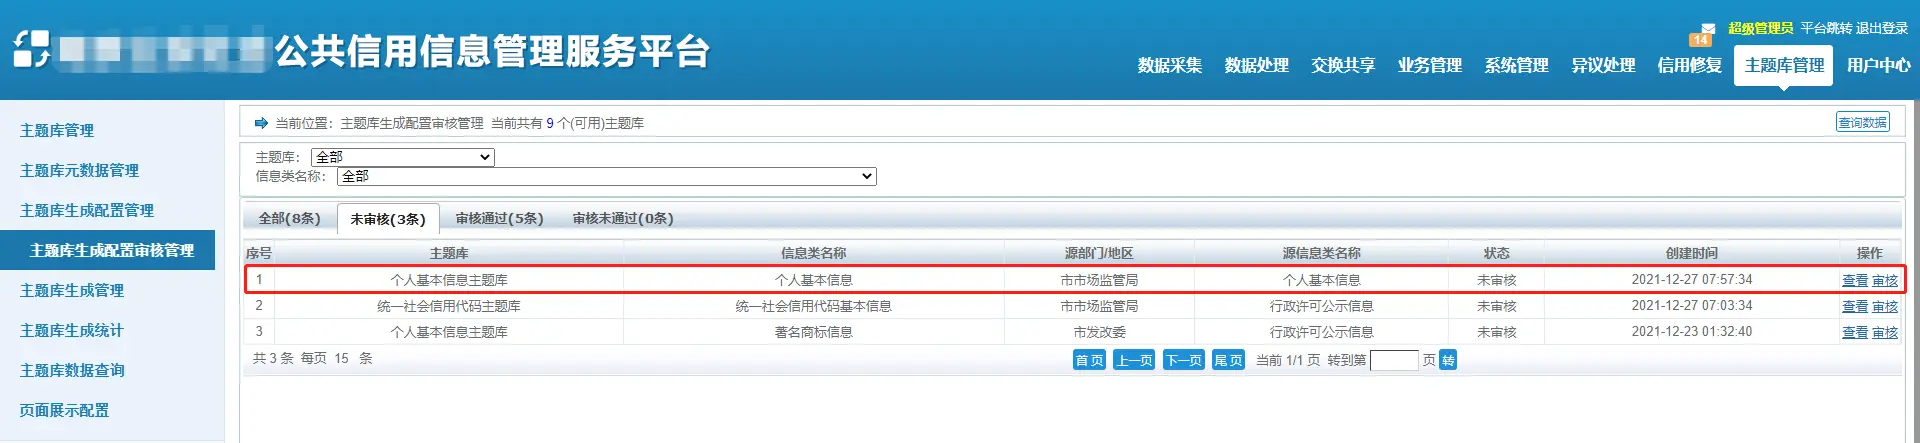 超级管理员 平台跳转 退出登录
14
公共信用信息管理服务平台
数据采集 数据处理 交换共享 业务管理 系统管理 异议处理 信用修复 主题库管理 用户中心
主题库管理
主题库元数据管理
主题库生成配置管理
主题库生成配置审核管理
主题库生成管理
主题库生成统计
主题库数据查询
页面展示配置
当前位置: 主题库生成配置审核管理 当前共有 9 个(可用)主题库 查询数据
主题库: 全部
信息类名称: 全部
全部(8条) 未审核(3条) 审核通过(5条) 审核未通过(0条)
序号 主题库 信息类名称 源部门/地区 源信息类名称 状态 创建时间 操作
1 个人基本信息主题库 个人基本信息 市市场监管局 个人基本信息 未审核 2021-12-27 07:57:34 查看 审核
2 统一社会信用代码主题库 统一社会信用代码基本信息 市市场监管局 行政许可公示信息 未审核 2021-12-27 07:03:34 查看 审核
3 个人基本信息主题库 著名商标信息 市发改委 行政许可公示信息 未审核 2021-12-23 01:32:40 查看 审核
共 3 条 每页 15 条 首页 上一页 下一页 尾页 当前 1/1 页 转到第 页 转